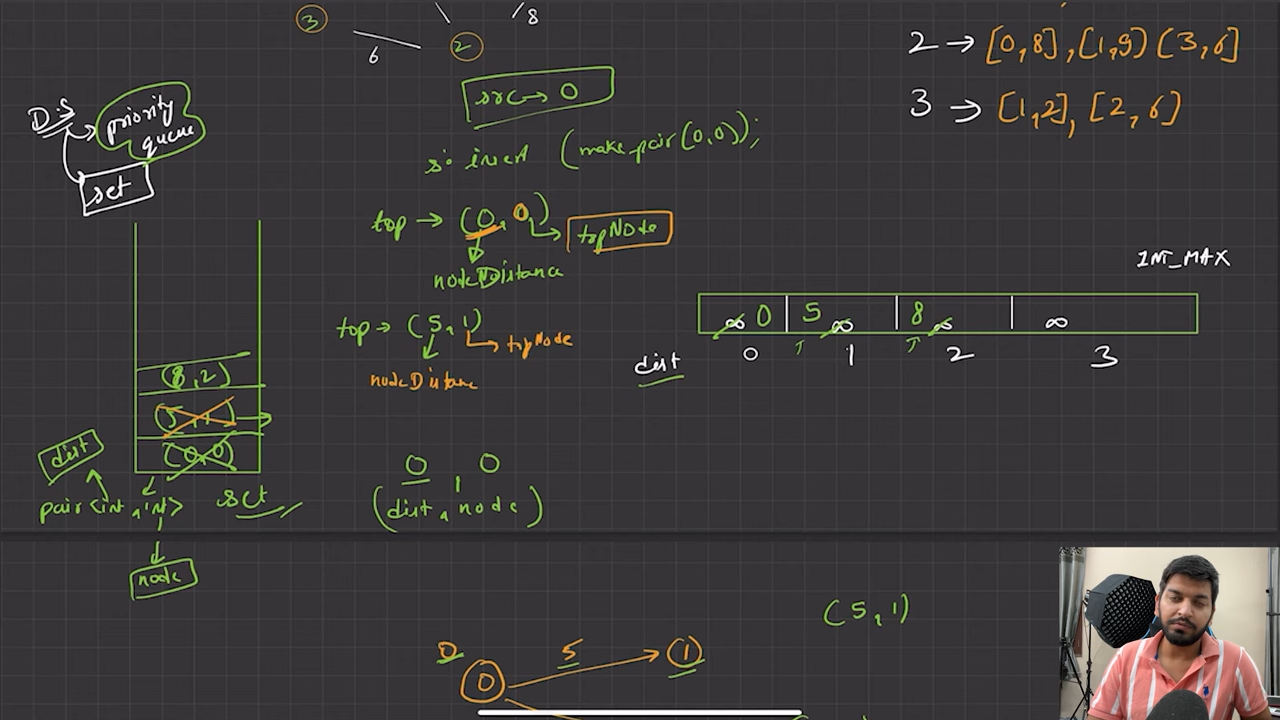 3
2
6
8
2 → [0,8], [1,9) [3,6]
3 → [1,2], [2,6]
D.S
priority queue
set
src → 0
s. insert (make_pair(0,0));
top → (0, 0)
topNode
nodeDistance
top → (5, 1)
topNode
nodeDistance
INT_MAX
∞ 0 5 ∞ 8 ∞ ∞
dist 0 1 2 3
(8,2)
(5,1)
(0,0)
dist
pair<int, int> set
node
0 , 0
(dist, node)
(5, 1)
0 5 1
0